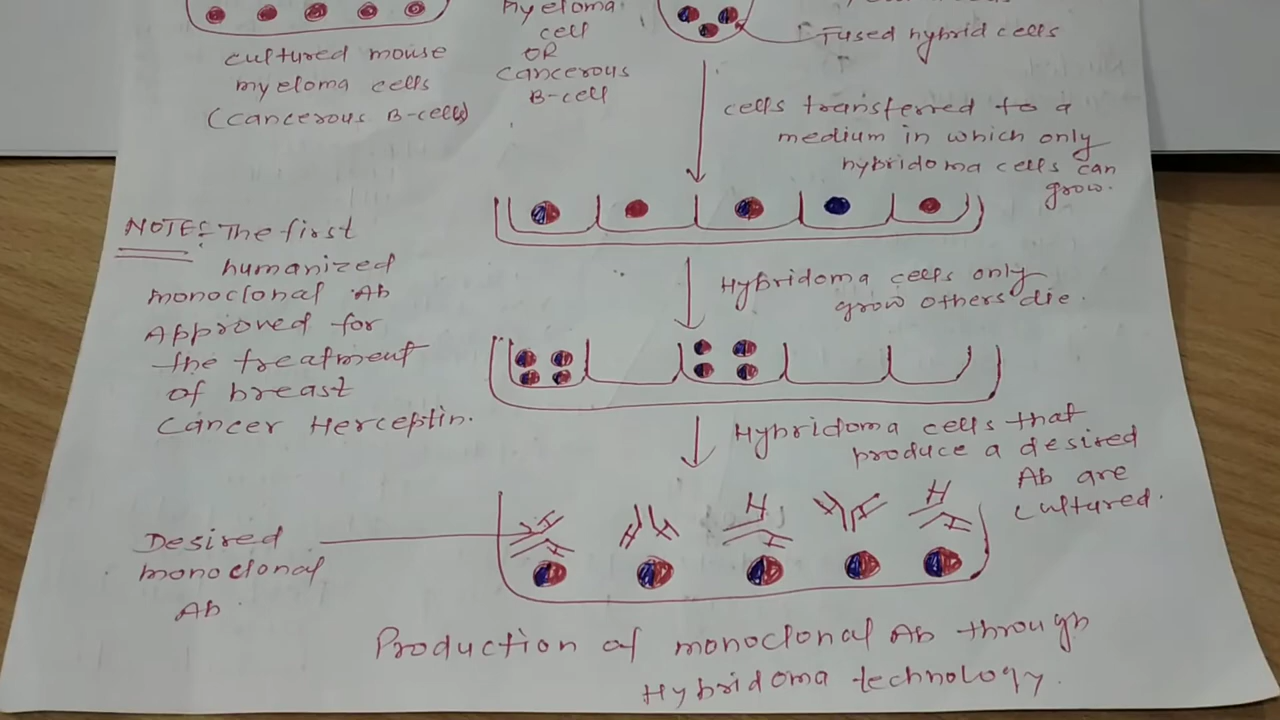 cultured mouse
myeloma cells
(cancerous B-cell)
Myeloma
cell
OR
cancerous
B-cell
Fused hybrid cells
cells transferred to a
medium in which only
hybridoma cells can
grow.
NOTE: The first
humanized
monoclonal Ab
Approved for
the treatment
of breast
Cancer Herceptin.
Hybridoma cells only
grow others die.
Hybridoma cells that
produce a desired
Ab are
cultured.
Desired
monoclonal
Ab.
Production of monoclonal Ab through
Hybridoma technology.